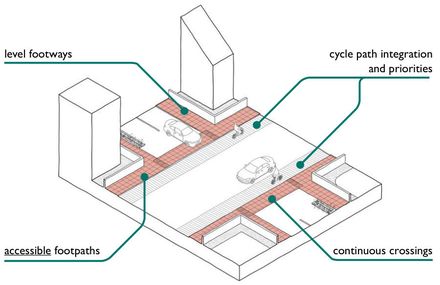 level footways
cycle path integration
and priorities
accessible footpaths
continuous crossings